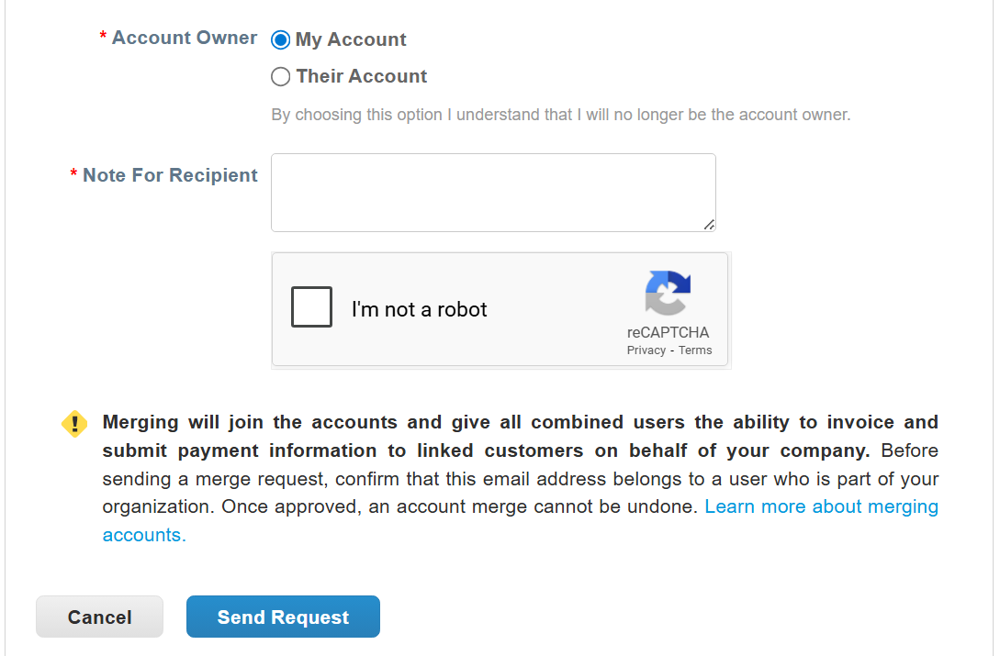 * Account Owner
My Account
Their Account
By choosing this option I understand that I will no longer be the account owner.
* Note For Recipient
I'm not a robot
reCAPTCHA
Privacy - Terms
Merging will join the accounts and give all combined users the ability to invoice and
submit payment information to linked customers on behalf of your company. Before
sending a merge request, confirm that this email address belongs to a user who is part of your
organization. Once approved, an account merge cannot be undone. Learn more about merging
accounts.
Cancel
Send Request